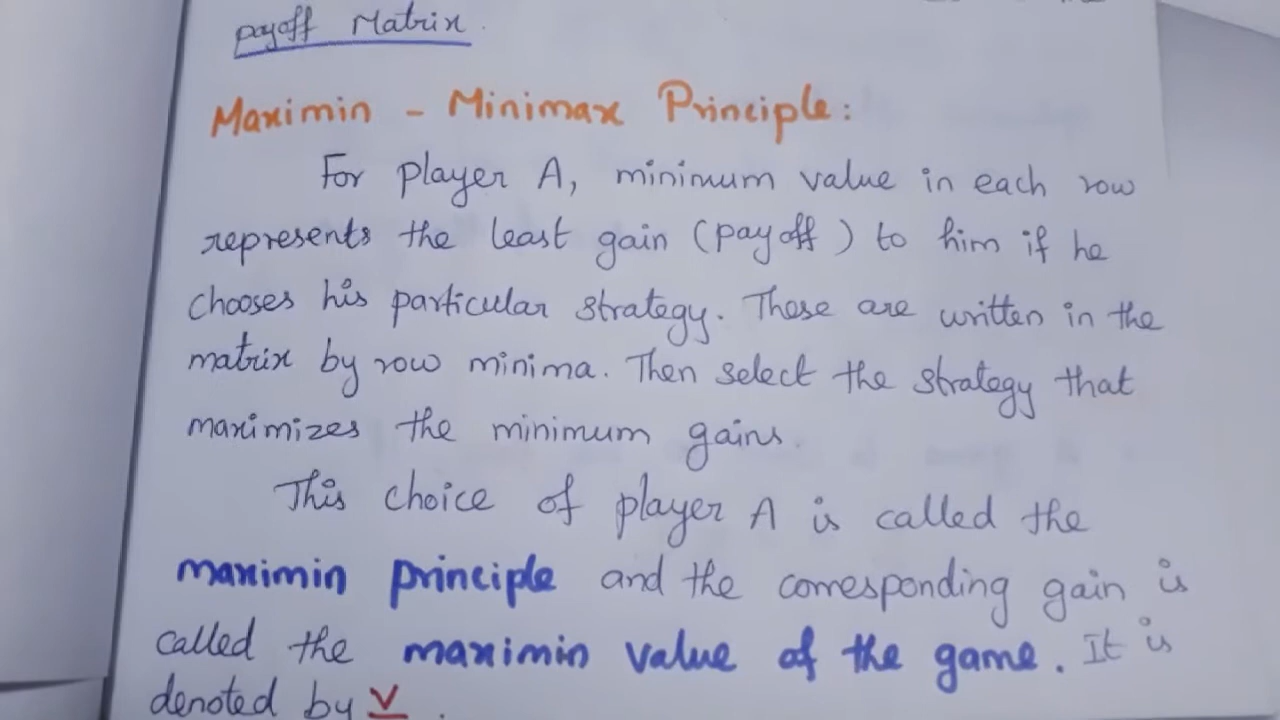 payoff Matrix.
Maximin - Minimax Principle:
For player A, minimum value in each row
represents the least gain (payoff) to him if he
chooses his particular strategy. These are written in the
matrix by row minima. Then select the strategy that
maximizes the minimum gains.
This choice of player A is called the
maximin principle and the corresponding gain is
called the maximin value of the game. It is
denoted by V.